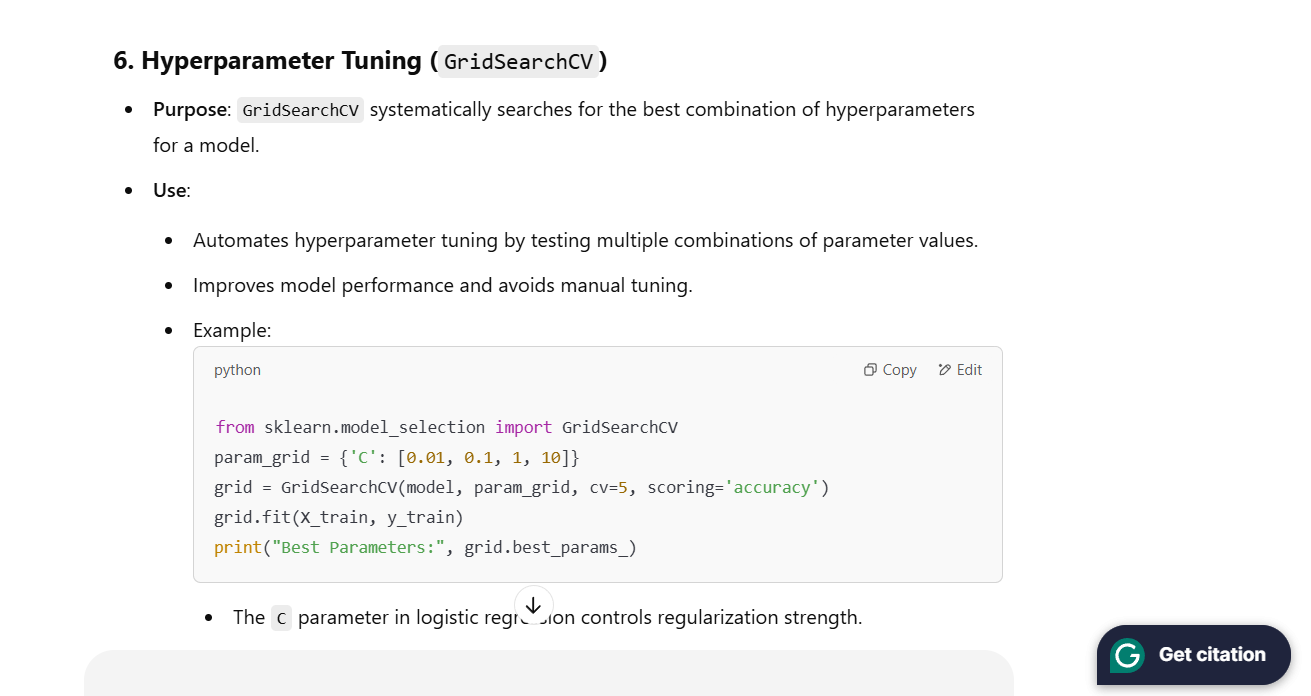 6. Hyperparameter Tuning (GridSearchCV)
Purpose: GridSearchCV systematically searches for the best combination of hyperparameters
for a model.
Use:
Automates hyperparameter tuning by testing multiple combinations of parameter values.
Improves model performance and avoids manual tuning.
Example:
python Copy Edit
from sklearn.model_selection import GridSearchCV
param_grid = {'C': [0.01, 0.1, 1, 10]}
grid = GridSearchCV(model, param_grid, cv=5, scoring='accuracy')
grid.fit(X_train, y_train)
print("Best Parameters:", grid.best_params_)
The C parameter in logistic regression controls regularization strength.
Get citation